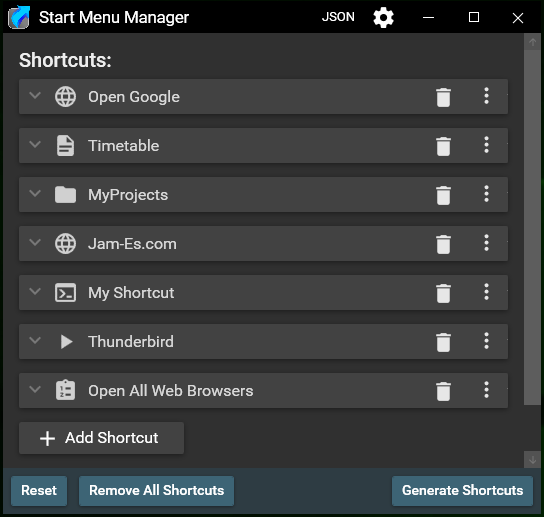 Start Menu Manager JSON
Shortcuts:
Open Google
Timetable
MyProjects
Jam-Es.com
My Shortcut
Thunderbird
Open All Web Browsers
Add Shortcut
Reset Remove All Shortcuts Generate Shortcuts